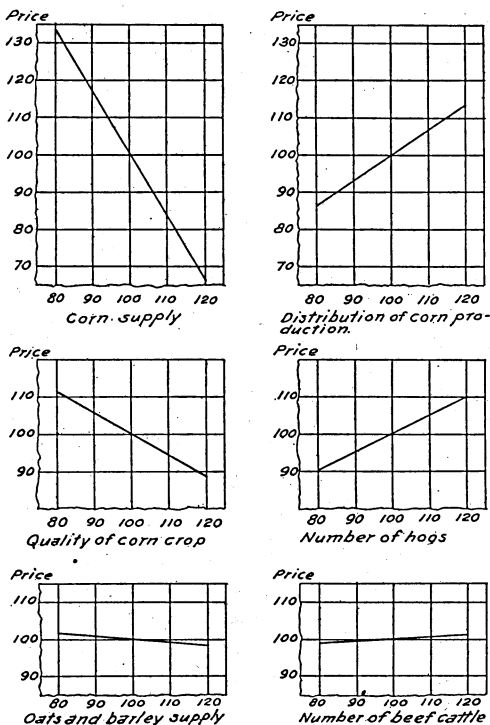 Price
130
120
110
100
90
80
70
80 90 100 110 120
Corn supply
Price
130
120
110
100
90
80
70
80 90 100 110 120
Distribution of corn pro-
duction.
Price
110
100
90
80 90 100 110 120
Quality of corn crop
Price
110
100
90
80 90 100 110 120
Number of hogs
Price
110
100
90
80 90 100 110 120
Oats and barley supply
Price
110
100
90
80 90 100 110 120
Number of beef cattle